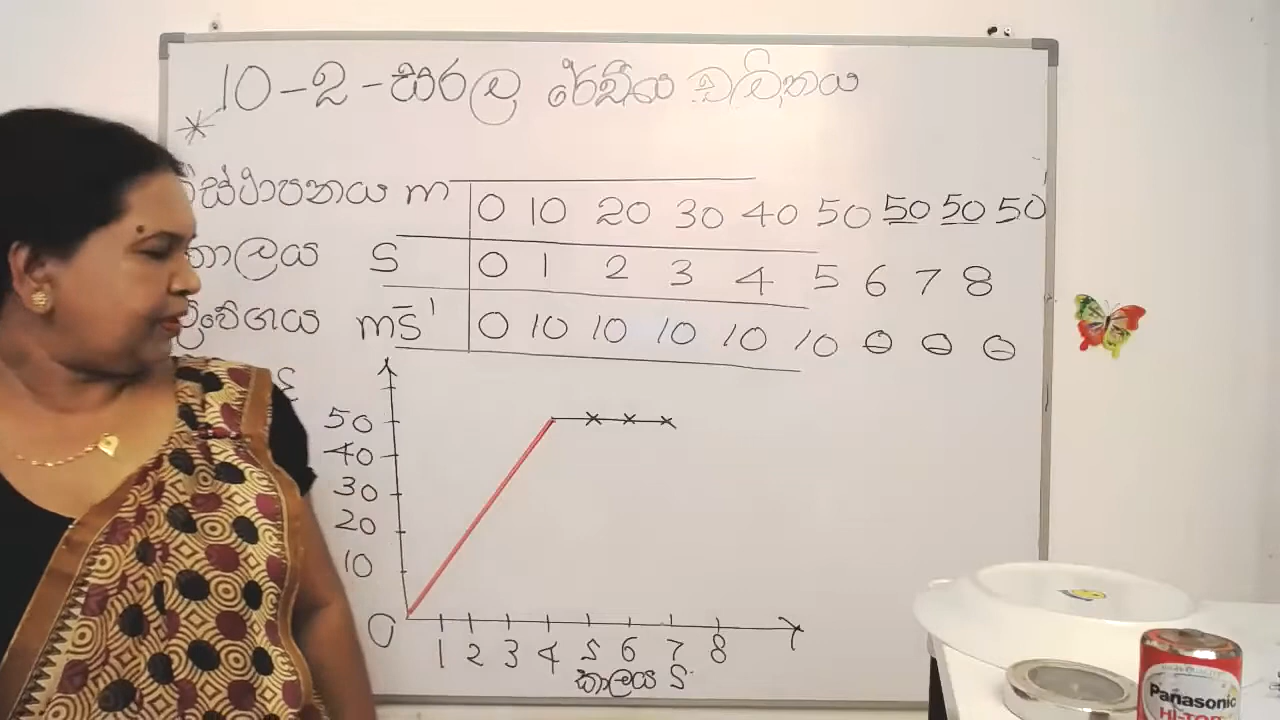 10-2-සරල රේඛීය චලිතය
*
විස්ථාපනය m 0 10 20 30 40 50 50 50 50
කාලය S 0 1 2 3 4 5 6 7 8
ප්‍රවේගය ms⁻¹ 0 10 10 10 10 10 0 0 0
S
50
40
30
20
10
0
1 2 3 4 5 6 7 8
කාලය S
Panasonic